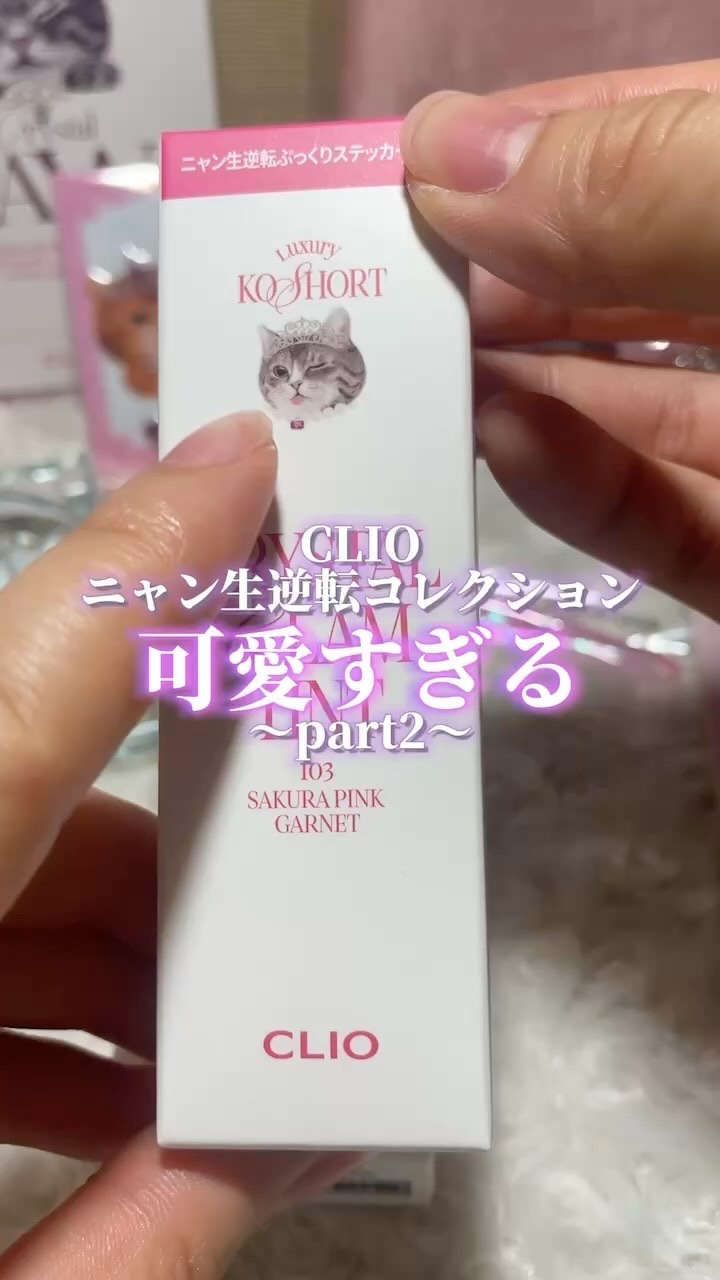 ニャン生逆転ぷっくりステッカー
Luxury
KOSHORT
CLIO
ニャン生逆転コレクション
可愛すぎる
～part2～
103
SAKURA PINK
GARNET
CLIO